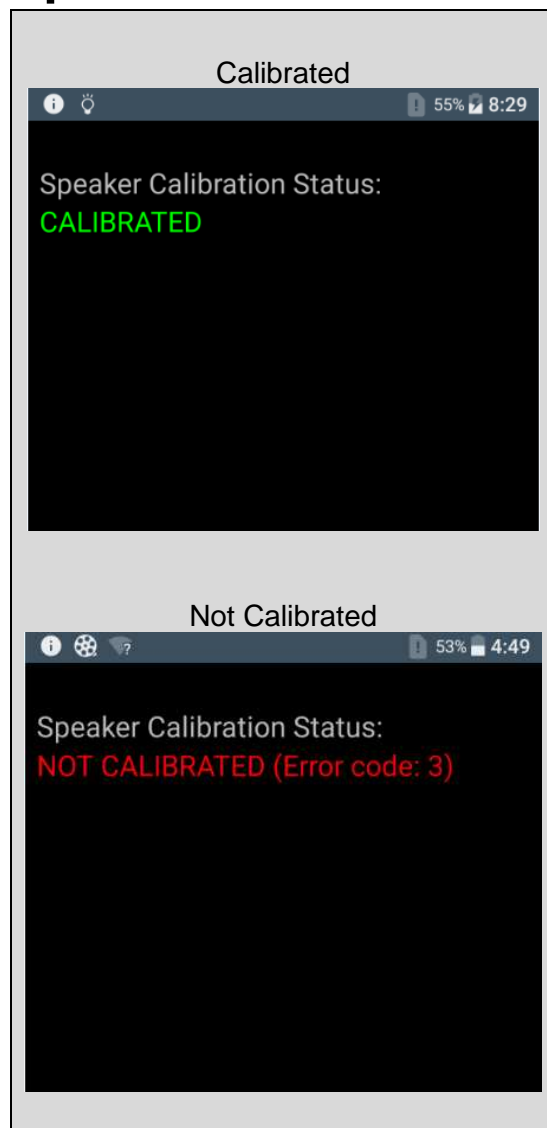 Calibrated
55% 8:29
Speaker Calibration Status:
CALIBRATED
Not Calibrated
53% 4:49
Speaker Calibration Status:
NOT CALIBRATED (Error code: 3)